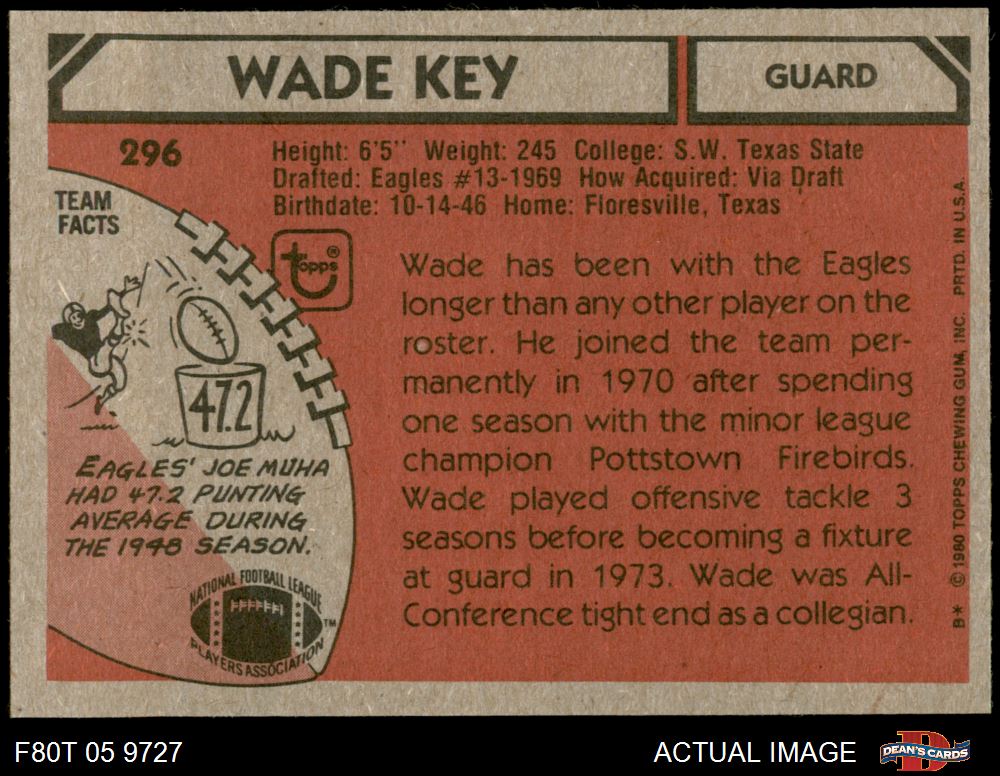 WADE KEY
GUARD
296
Height: 6'5" Weight: 245 College: S.W. Texas State
Drafted: Eagles #13-1969 How Acquired: Via Draft
Birthdate: 10-14-46 Home: Floresville, Texas
TEAM
FACTS
topps®
47.2
EAGLES' JOE MUHA
HAD 47.2 PUNTING
AVERAGE DURING
THE 1948 SEASON.
NATIONAL FOOTBALL LEAGUE
PLAYERS ASSOCIATION
TM
Wade has been with the Eagles
longer than any other player on the
roster. He joined the team per-
manently in 1970 after spending
one season with the minor league
champion Pottstown Firebirds.
Wade played offensive tackle 3
seasons before becoming a fixture
at guard in 1973. Wade was All-
Conference tight end as a collegian.
B* © 1980 TOPPS CHEWING GUM, INC. PRTD. IN U.S.A.
F80T 05 9727
ACTUAL IMAGE
D
DEAN'S CARDS